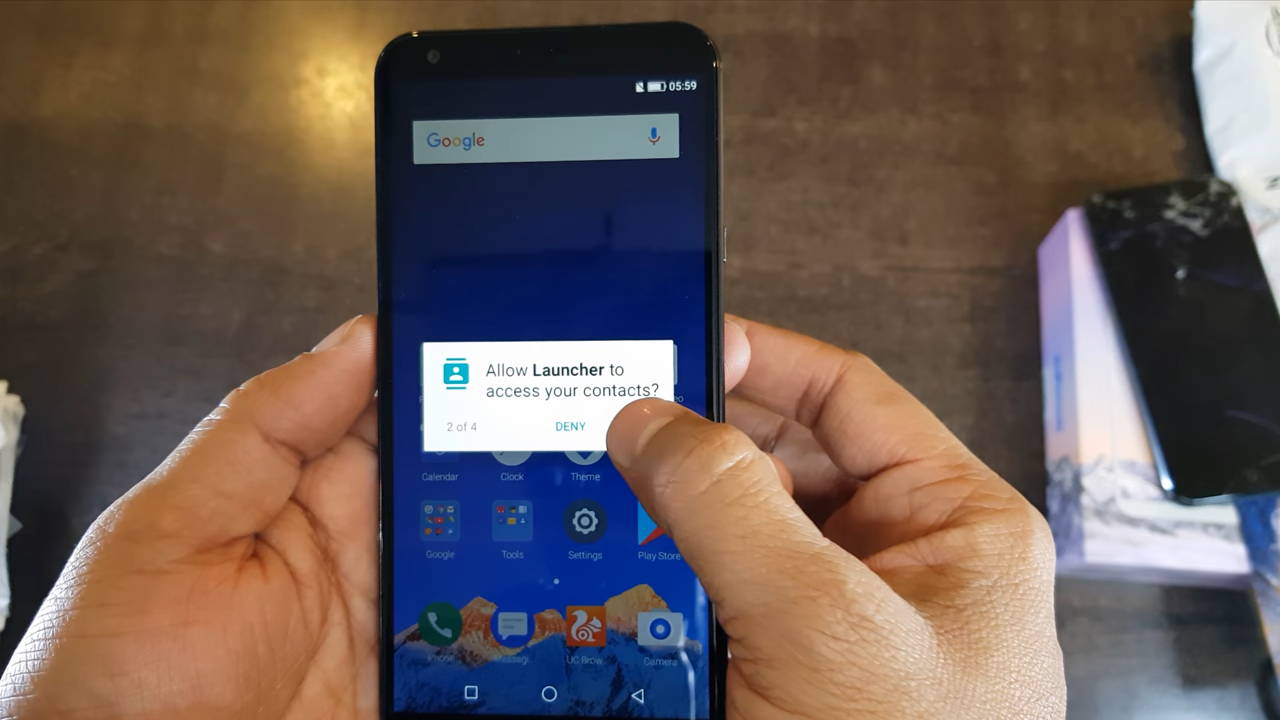 05:59
Google
Allow Launcher to
access your contacts?
2 of 4
DENY
Calendar
Clock
Theme
Google
Tools
Settings
Play Store
Phone
UC Brow..
Camera